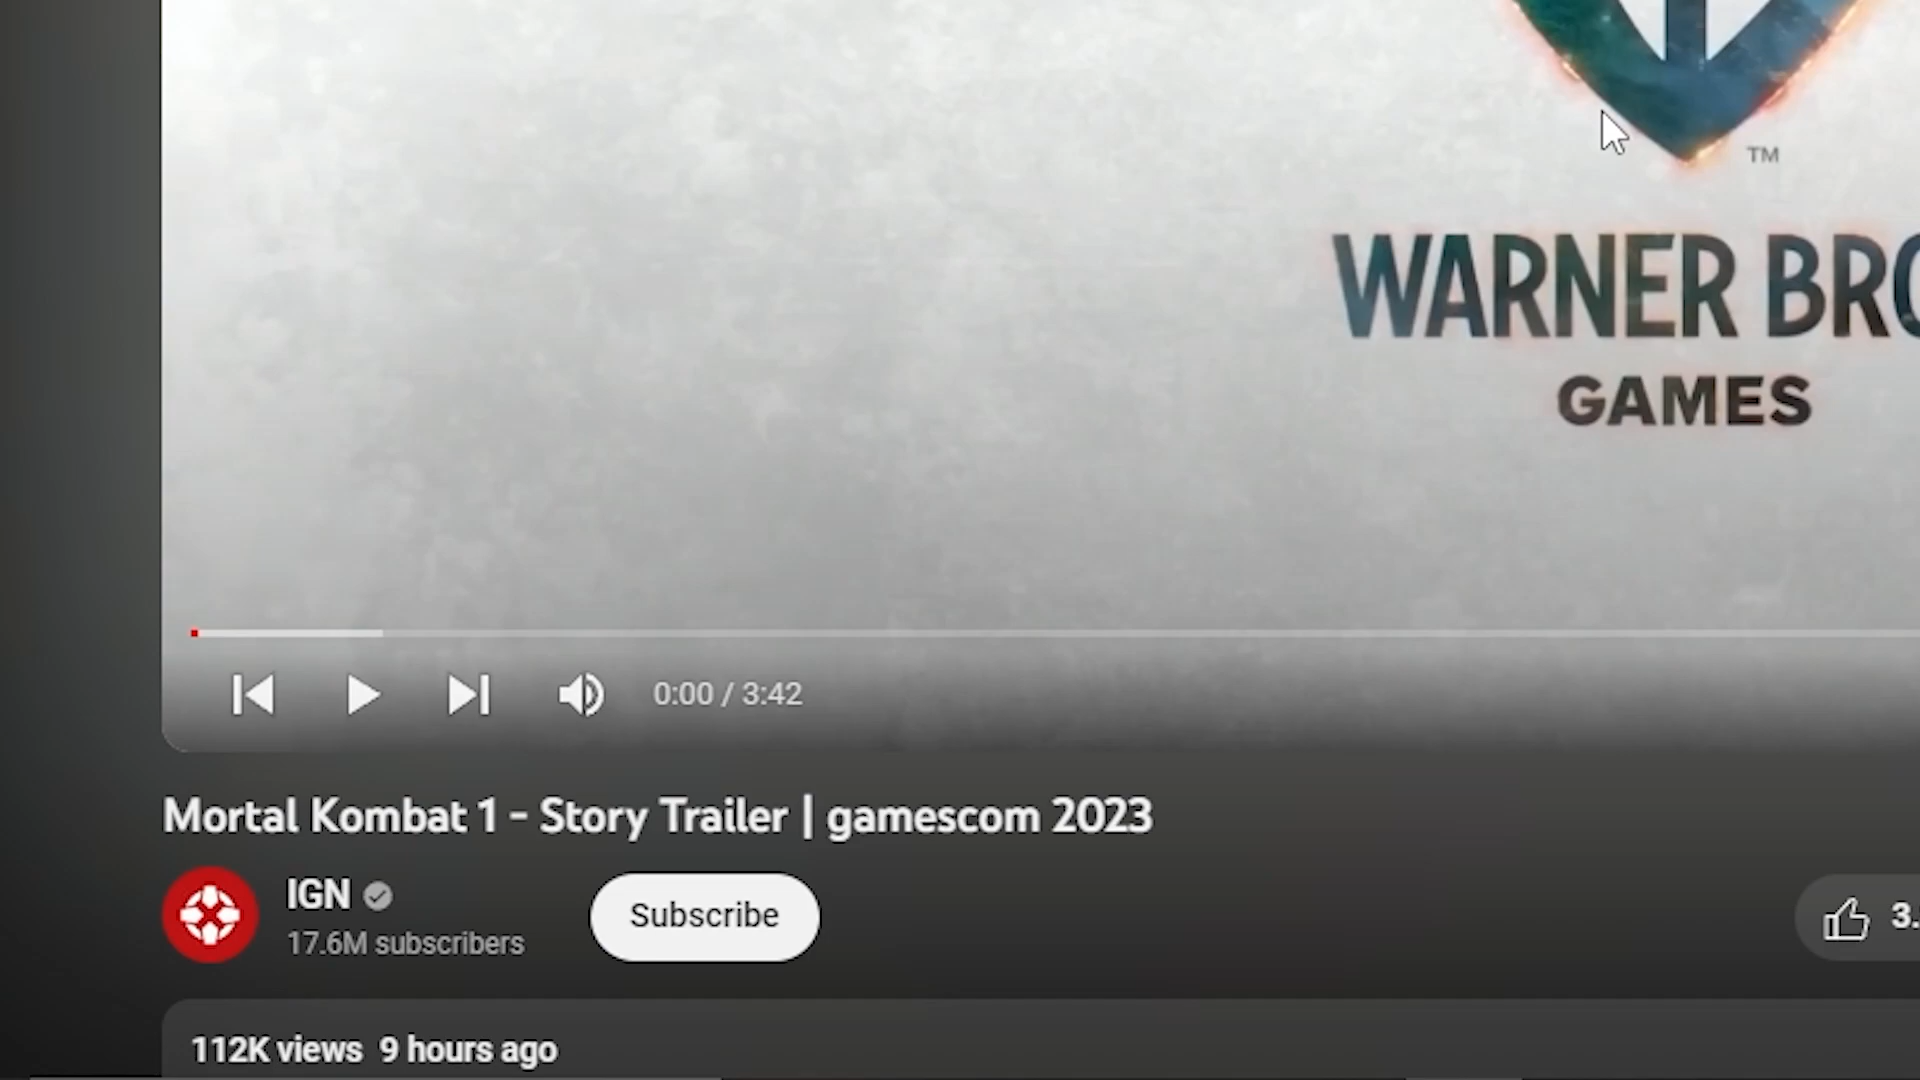 TM
WARNER BRO
GAMES
0:00 / 3:42
Mortal Kombat 1 - Story Trailer | gamescom 2023
IGN
17.6M subscribers
Subscribe
3.
112K views 9 hours ago